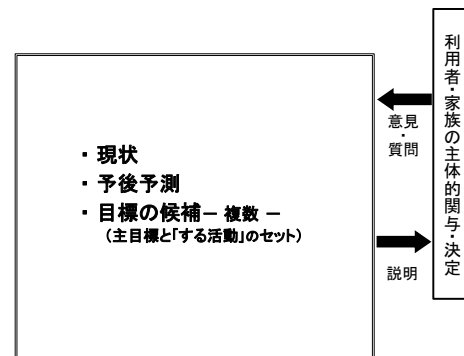 ・ 現状
・ 予後予測
・ 目標の候補－ 複数 －
（主目標と「する活動」のセット）
意見
・
質問
説明
利用者・家族の主体的関与・決定